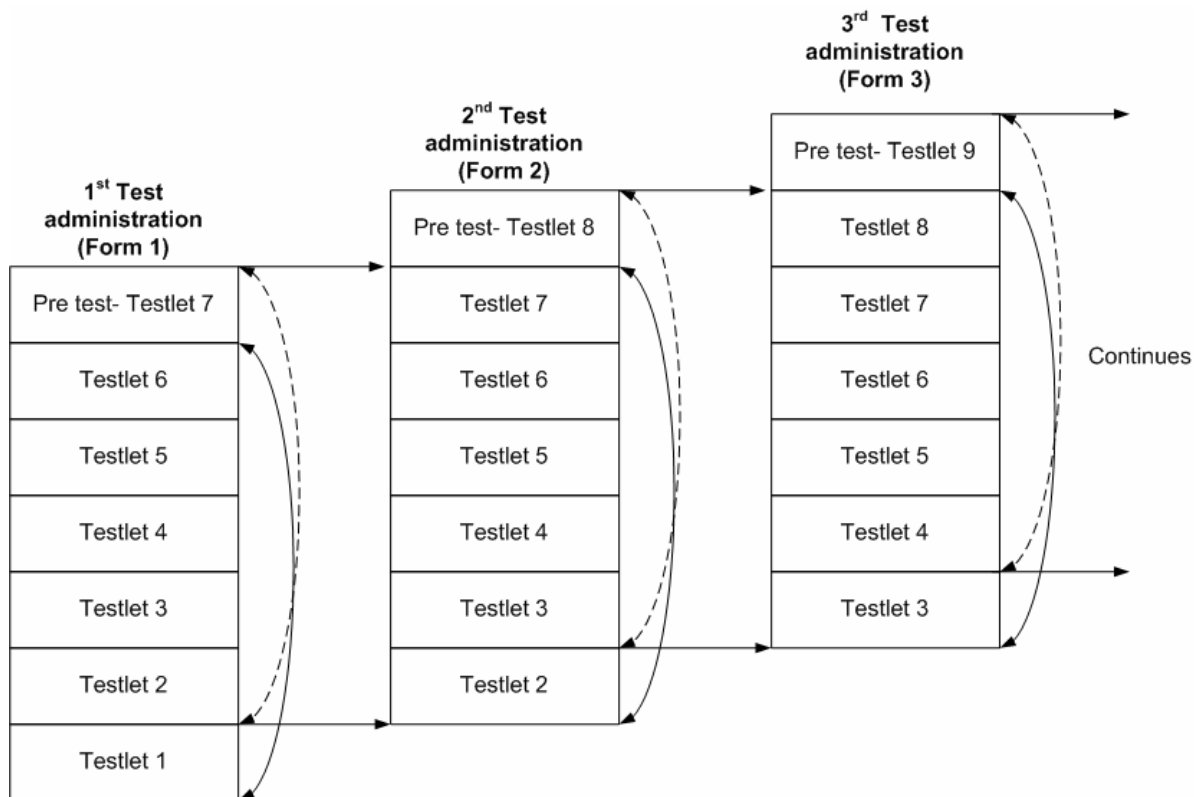 1st Test
administration
(Form 1)
Pre test- Testlet 7
Testlet 6
Testlet 5
Testlet 4
Testlet 3
Testlet 2
Testlet 1
2nd Test
administration
(Form 2)
Pre test- Testlet 8
Testlet 7
Testlet 6
Testlet 5
Testlet 4
Testlet 3
Testlet 2
3rd Test
administration
(Form 3)
Pre test- Testlet 9
Testlet 8
Testlet 7
Testlet 6
Testlet 5
Testlet 4
Testlet 3
Continues